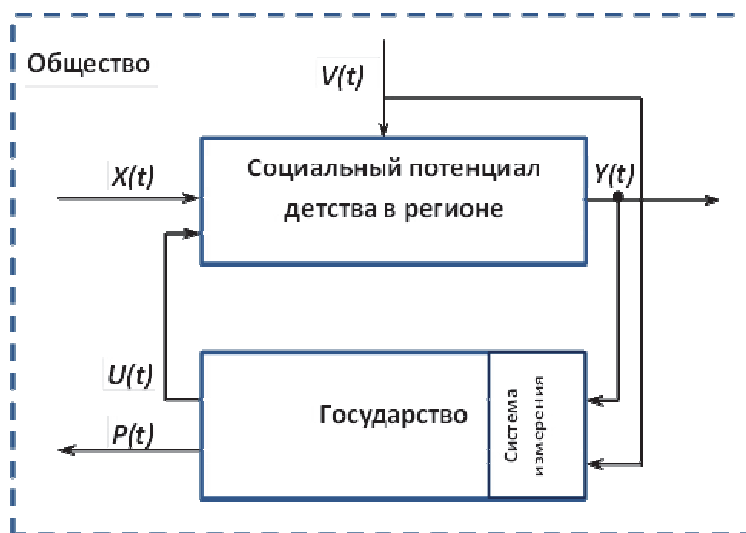 Общество
V(t)
X(t)
Социальный потенциал
детства в регионе
Y(t)
U(t)
P(t)
Государство
Система
измерения